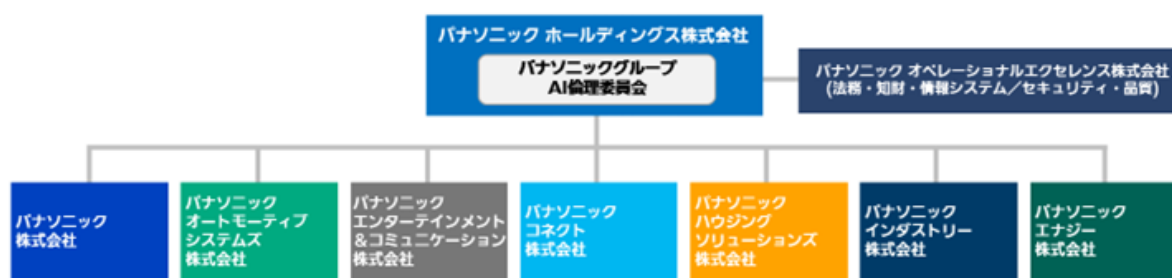 パナソニック ホールディングス株式会社
パナソニックグループ
AI倫理委員会
パナソニック オペレーショナルエクセレンス株式会社
(法務・知財・情報システム/セキュリティ・品質)
パナソニック
株式会社
パナソニック
オートモーティブ
システムズ
株式会社
パナソニック
エンターテインメント
&コミュニケーション
株式会社
パナソニック
コネクト
株式会社
パナソニック
ハウジング
ソリューションズ
株式会社
パナソニック
インダストリー
株式会社
パナソニック
エナジー
株式会社